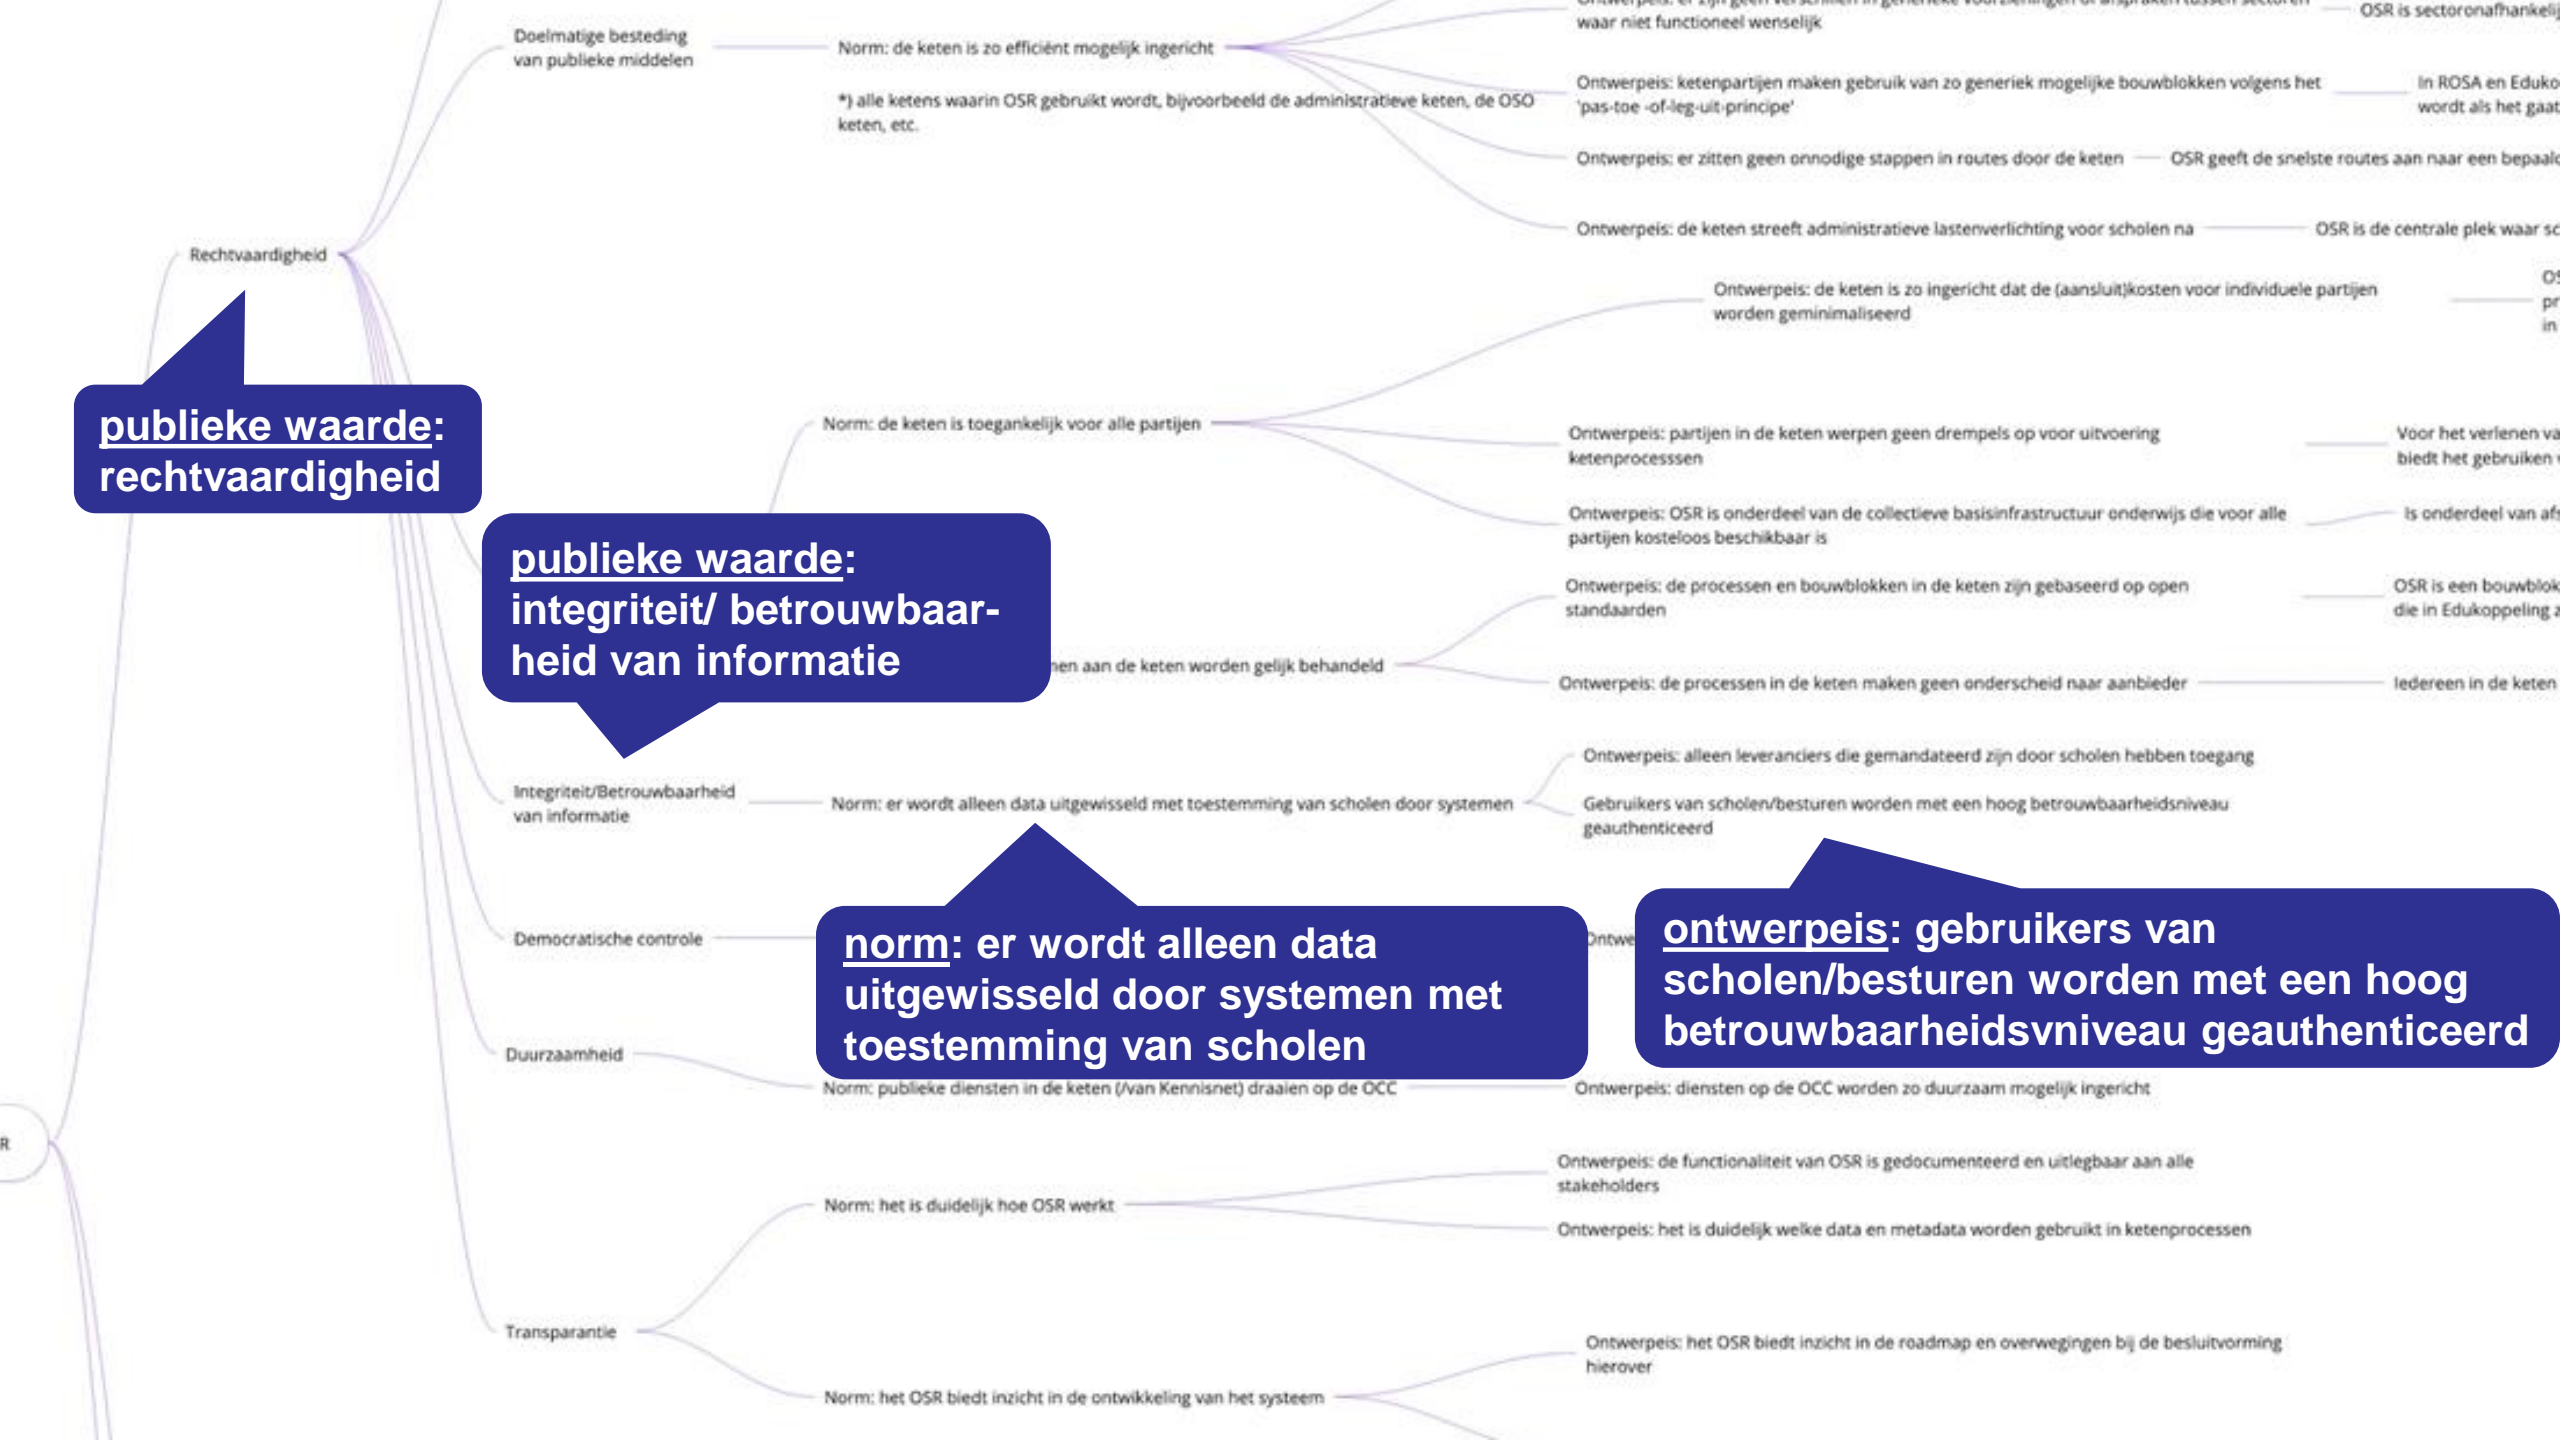 waar niet functioneel wenselijk
OSR is sectoronafhankelij
Doelmatige besteding
van publieke middelen
Norm: de keten is zo efficiënt mogelijk ingericht
*) alle ketens waarin OSR gebruikt wordt, bijvoorbeeld de administratieve keten, de OSO
keten, etc.
Ontwerpeis: ketenpartijen maken gebruik van zo generiek mogelijke bouwblokken volgens het
'pas-toe -of-leg-uit-principe'
In ROSA en Eduko
wordt als het gaat
Ontwerpeis: er zitten geen onnodige stappen in routes door de keten
OSR geeft de snelste routes aan naar een bepaald
Ontwerpeis: de keten streeft administratieve lastenverlichting voor scholen na
OSR is de centrale plek waar sc
Rechtvaardigheid
Ontwerpeis: de keten is zo ingericht dat de (aansluit)kosten voor individuele partijen
worden geminimaliseerd
OS
pr
in
publieke waarde:
rechtvaardigheid
Norm: de keten is toegankelijk voor alle partijen
Ontwerpeis: partijen in de keten werpen geen drempels op voor uitvoering
ketenprocesssen
Voor het verlenen va
biedt het gebruiken v
Ontwerpeis: OSR is onderdeel van de collectieve basisinfrastructuur onderwijs die voor alle
partijen kosteloos beschikbaar is
Is onderdeel van afs
publieke waarde:
integriteit/ betrouwbaar-
heid van informatie
Ontwerpeis: de processen en bouwblokken in de keten zijn gebaseerd op open
standaarden
OSR is een bouwblok
die in Edukoppeling z
nen aan de keten worden gelijk behandeld
Ontwerpeis: de processen in de keten maken geen onderscheid naar aanbieder
Iedereen in de keten
Integriteit/Betrouwbaarheid
van informatie
Norm: er wordt alleen data uitgewisseld met toestemming van scholen door systemen
Ontwerpeis: alleen leveranciers die gemandateerd zijn door scholen hebben toegang
Gebruikers van scholen/besturen worden met een hoog betrouwbaarheidsniveau
geauthenticeerd
Democratische controle
norm: er wordt alleen data
uitgewisseld door systemen met
toestemming van scholen
Ontwe
ontwerpeis: gebruikers van
scholen/besturen worden met een hoog
betrouwbaarheidsvniveau geauthenticeerd
Duurzaamheid
Norm: publieke diensten in de keten (/van Kennisnet) draaien op de OCC
Ontwerpeis: diensten op de OCC worden zo duurzaam mogelijk ingericht
R
Norm: het is duidelijk hoe OSR werkt
Ontwerpeis: de functionaliteit van OSR is gedocumenteerd en uitlegbaar aan alle
stakeholders
Ontwerpeis: het is duidelijk welke data en metadata worden gebruikt in ketenprocessen
Transparantie
Norm: het OSR biedt inzicht in de ontwikkeling van het systeem
Ontwerpeis: het OSR biedt inzicht in de roadmap en overwegingen bij de besluitvorming
hierover